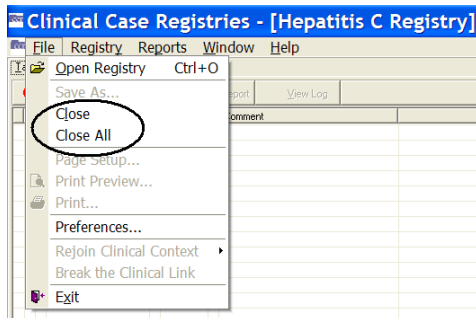 Clinical Case Registries - [Hepatitis C Registry]
File Registry Reports Window Help
Open Registry Ctrl+O
Save As...
port View Log
Close
Comment
Close All
Page Setup...
Print Preview...
Print...
Preferences...
Rejoin Clinical Context
Break the Clinical Link
Exit